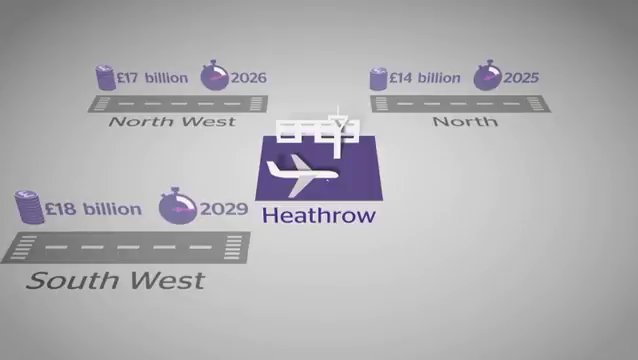 £17 billion 2026
North West
£14 billion 2025
North
Heathrow
£18 billion 2029
South West